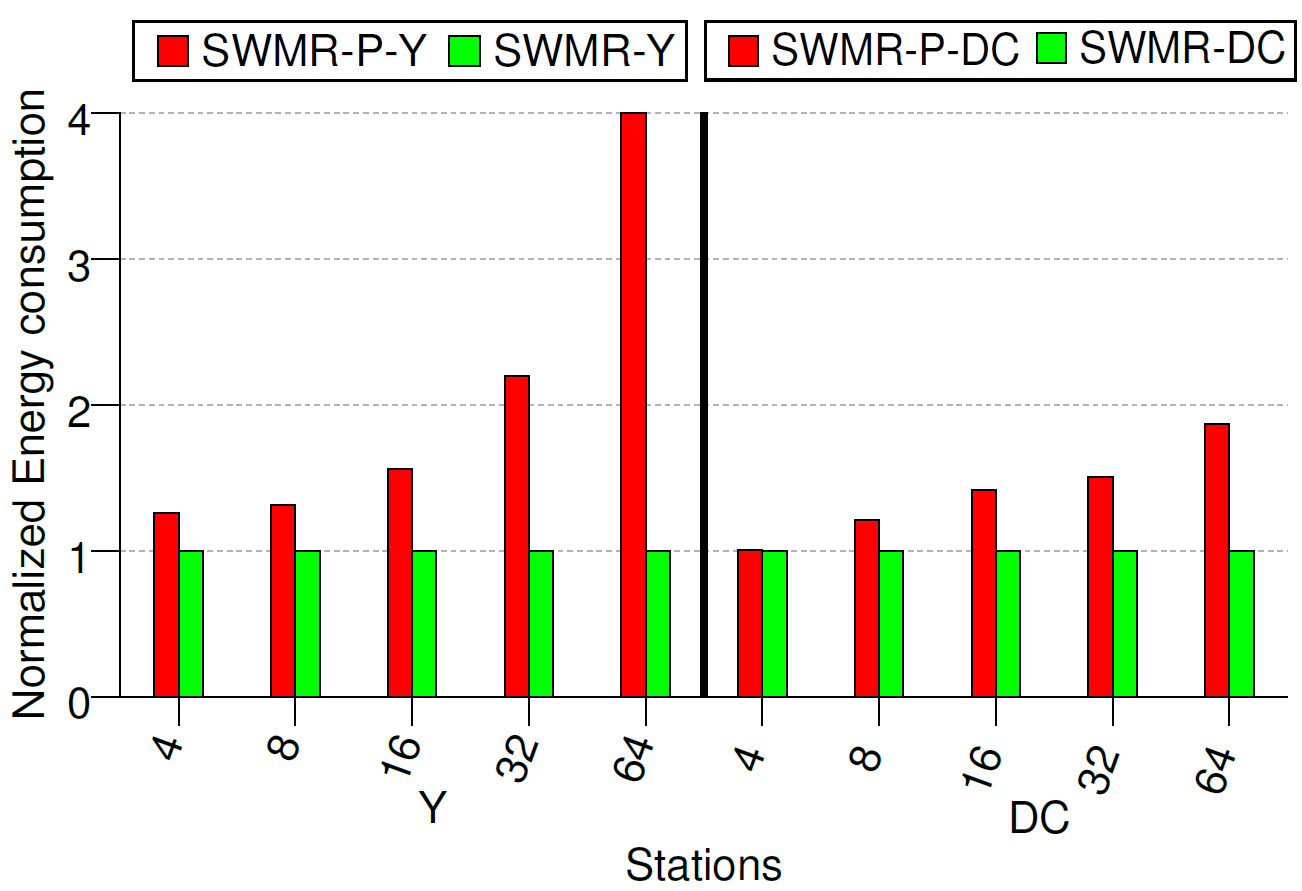 SWMR-P-Y SWMR-Y SWMR-P-DC SWMR-DC
Normalized Energy consumption
4
3
2
1
0
4 8 16 32 64 4 8 16 32 64
Y DC
Stations